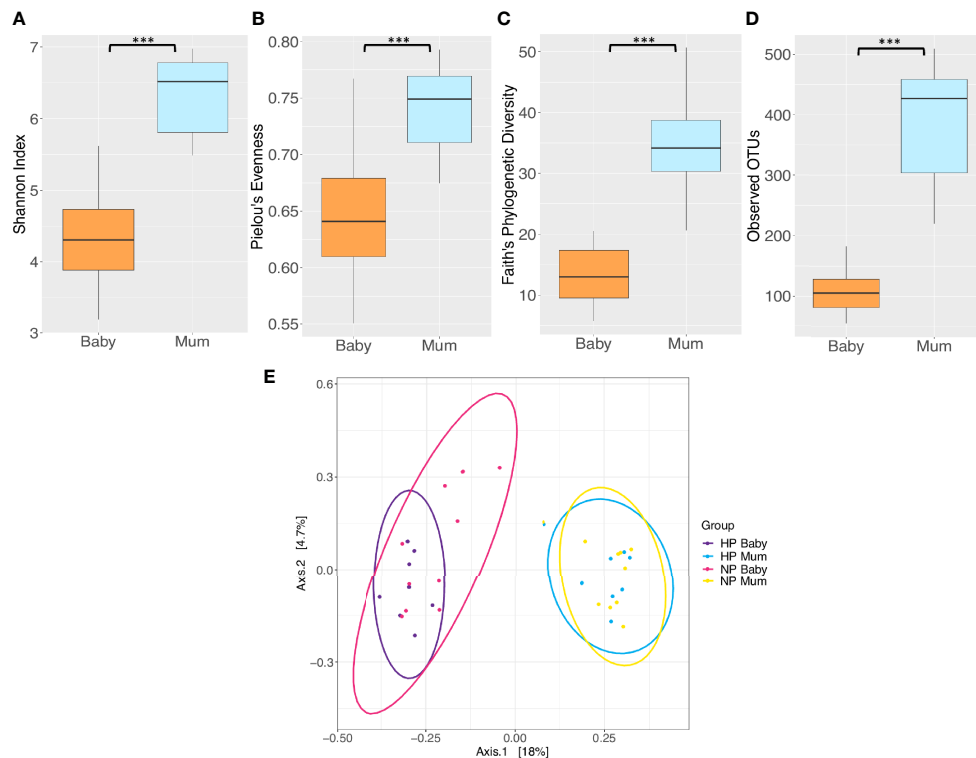 A
Shannon Index
7
6
5
4
3
***
Baby
Mum
B
Pielou's Evenness
0.80
0.75
0.70
0.65
0.60
0.55
***
Baby
Mum
C
Faith's Phylogenetic Diversity
50
40
30
20
10
***
Baby
Mum
D
Observed OTUs
500
400
300
200
100
***
Baby
Mum
E
Axs.2 [4.7%]
0.6
0.3
0.0
−0.3
−0.50
−0.25
0.00
0.25
Axis.1 [18%]
Group
HP Baby
HP Mum
NP Baby
NP Mum